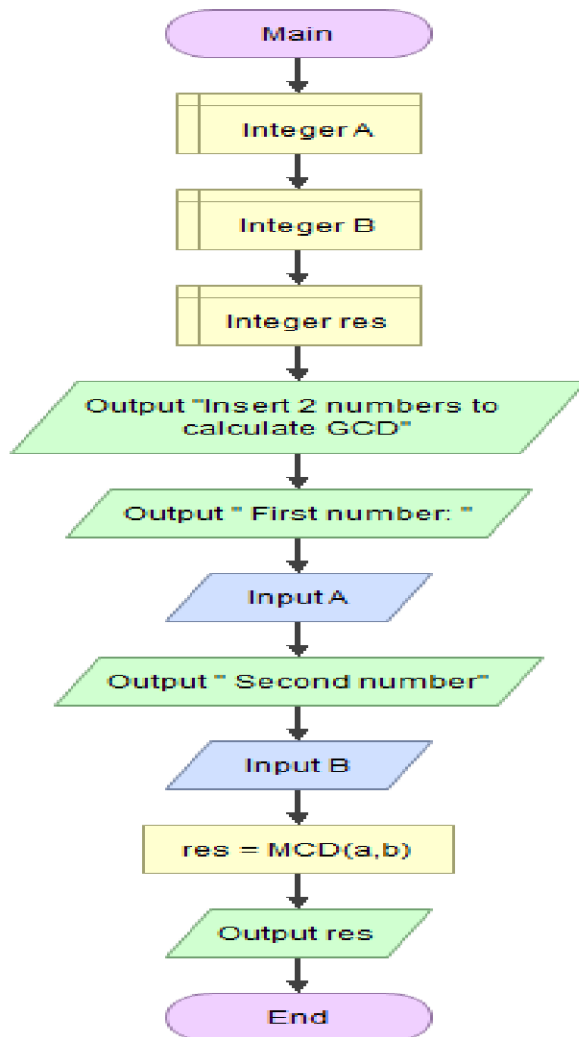 Main
Integer A
Integer B
Integer res
Output "Insert 2 numbers to
calculate GCD"
Output " First number: "
Input A
Output " Second number"
Input B
res = MCD(a,b)
Output res
End